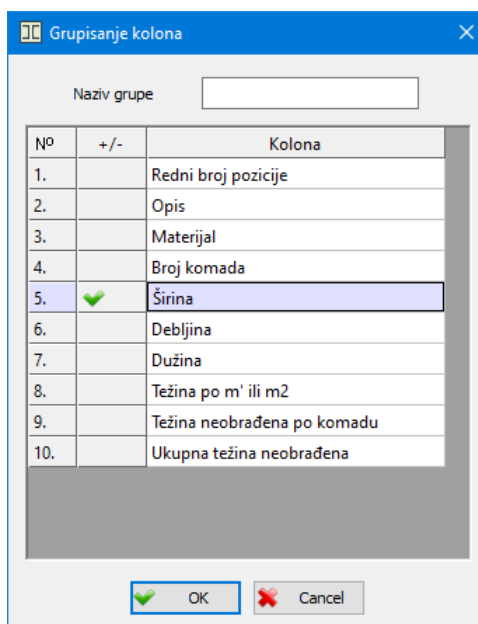 Grupisanje kolona
Naziv grupe
Nº +/- Kolona
1. Redni broj pozicije
2. Opis
3. Materijal
4. Broj komada
5. Širina
6. Debljina
7. Dužina
8. Težina po m' ili m2
9. Težina neobrađena po komadu
10. Ukupna težina neobrađena
OK Cancel